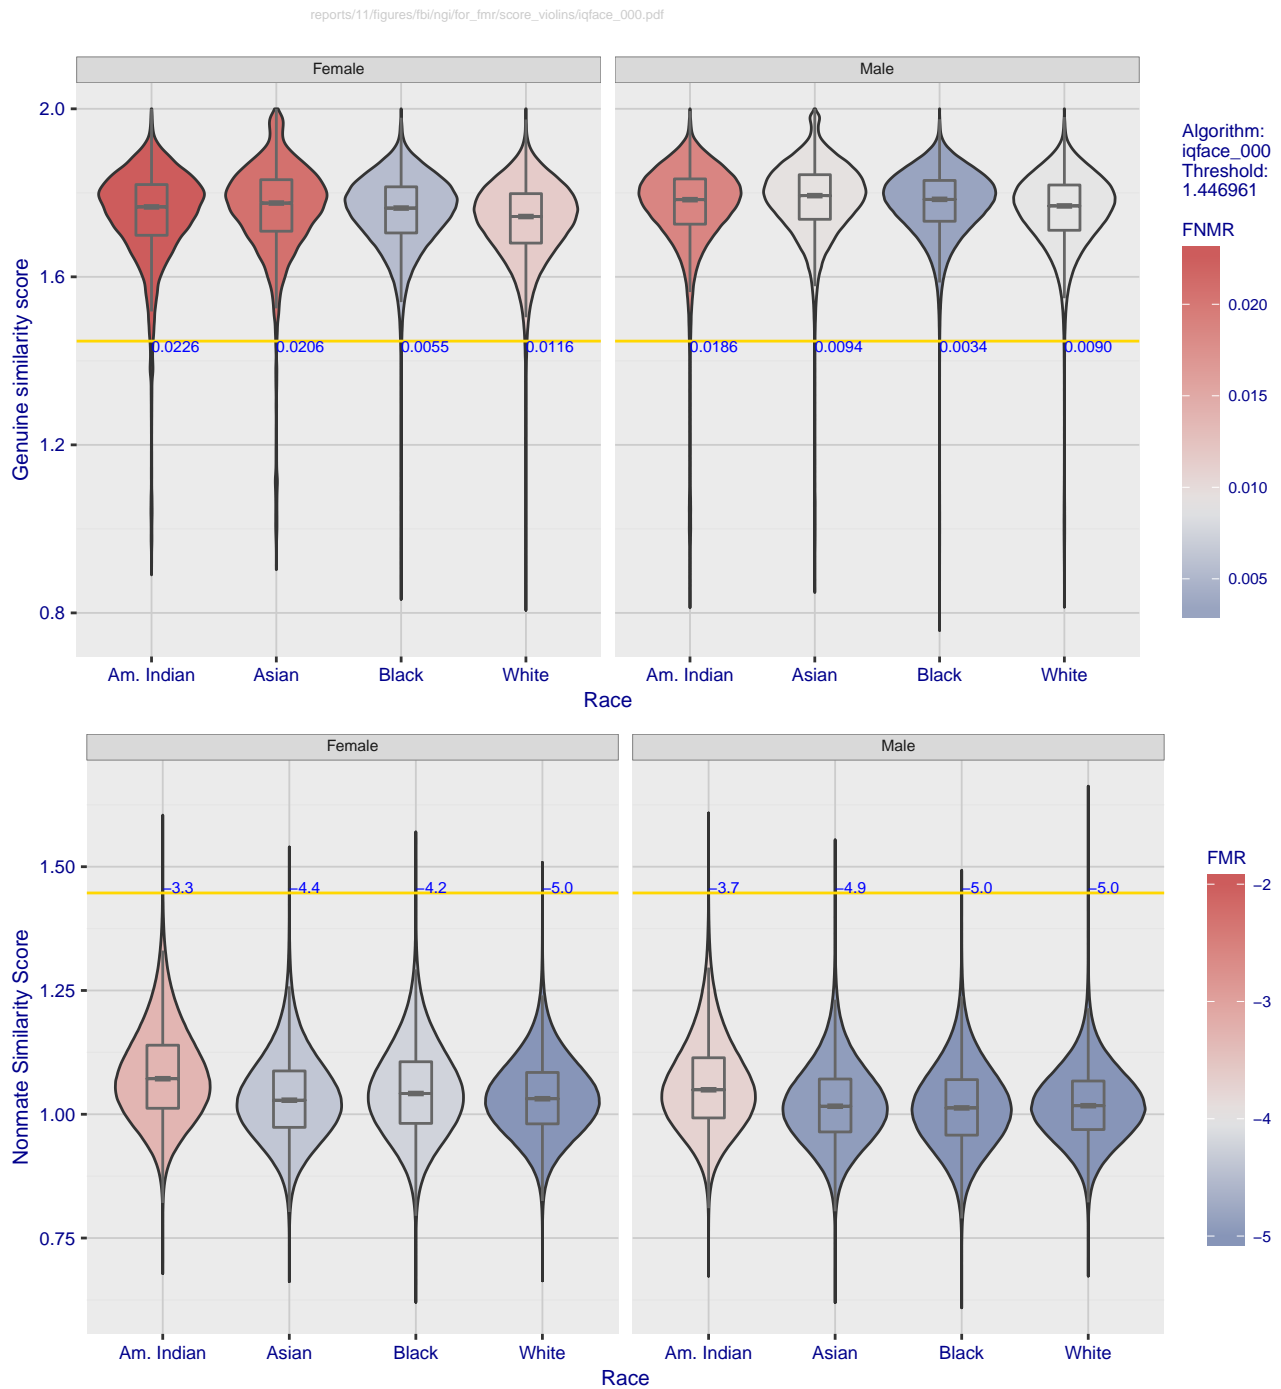 reports/11/figures/fbi/ngi/for_fmr/score_violins/iqface_000.pdf
Female
Male
2.0
1.6
1.2
0.8
Genuine similarity score
0.0226
0.0206
0.0055
0.0116
0.0186
0.0094
0.0034
0.0090
Am. Indian
Asian
Black
White
Am. Indian
Asian
Black
White
Race
Algorithm:
iqface_000
Threshold:
1.446961
FNMR
0.020
0.015
0.010
0.005
Female
Male
1.50
1.25
1.00
0.75
Nonmate Similarity Score
−3.3
−4.4
−4.2
−5.0
−3.7
−4.9
−5.0
−5.0
Am. Indian
Asian
Black
White
Am. Indian
Asian
Black
White
Race
FMR
−2
−3
−4
−5